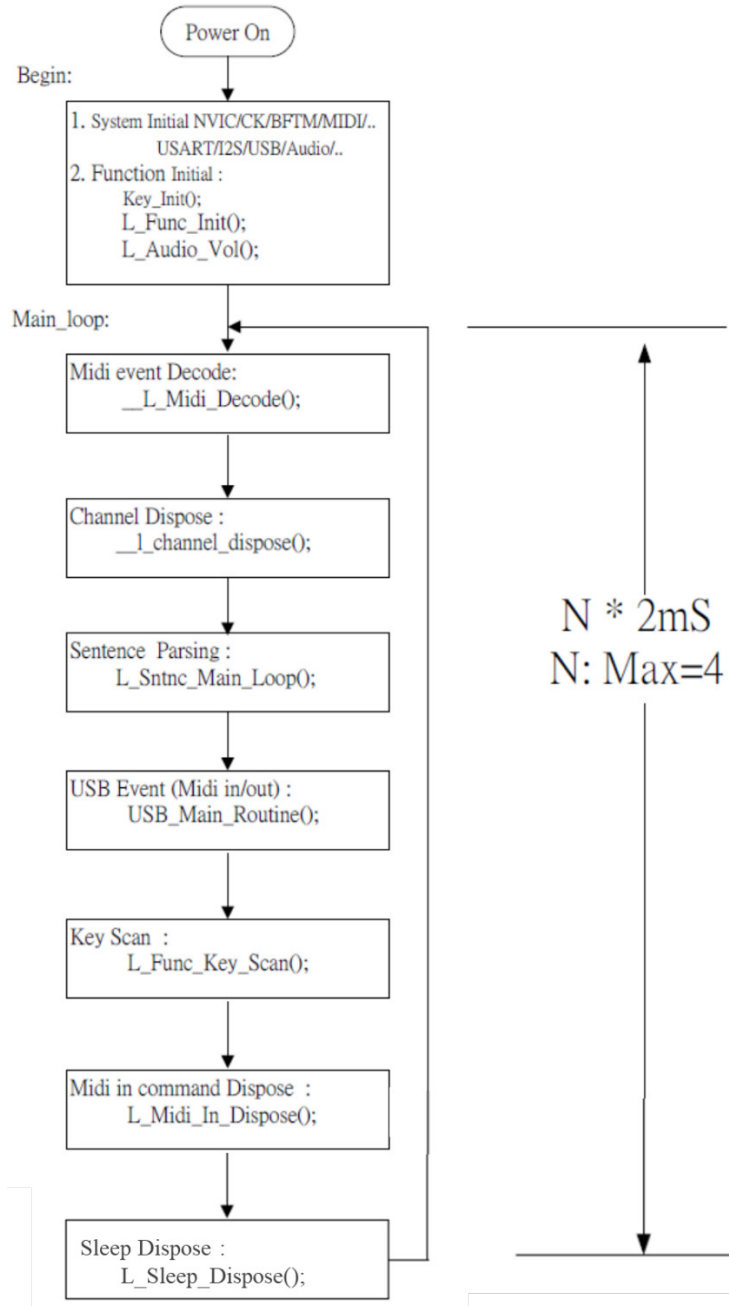 Power On
Begin:
1. System Initial NVIC/CK/BFTM/MIDI/..
USART/I2S/USB/Audio/..
2. Function Initial :
Key_Init();
L_Func_Init();
L_Audio_Vol();
Main_loop:
Midi event Decode:
__L_Midi_Decode();
Channel Dispose :
__l_channel_dispose();
Sentence Parsing :
L_Sntnc_Main_Loop();
USB Event (Midi in/out) :
USB_Main_Routine();
Key Scan :
L_Func_Key_Scan();
Midi in command Dispose :
L_Midi_In_Dispose();
Sleep Dispose :
L_Sleep_Dispose();
N * 2mS
N: Max=4